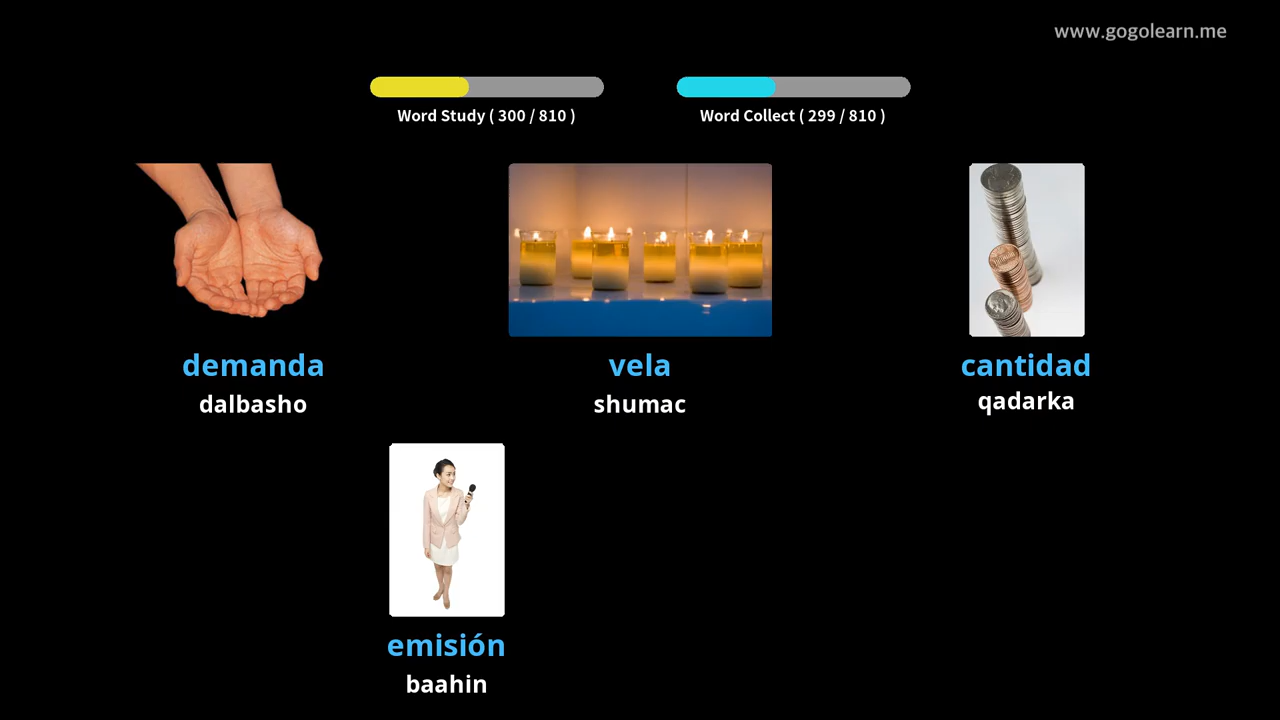 www.gogolearn.me
Word Study ( 300 / 810 )
Word Collect ( 299 / 810 )
demanda
dalbasho
vela
shumac
cantidad
qadarka
emisión
baahin